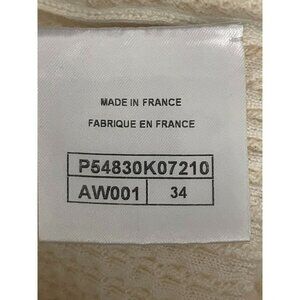 MADE IN FRANCE
FABRIQUE EN FRANCE
P54830K07210
AW001 34